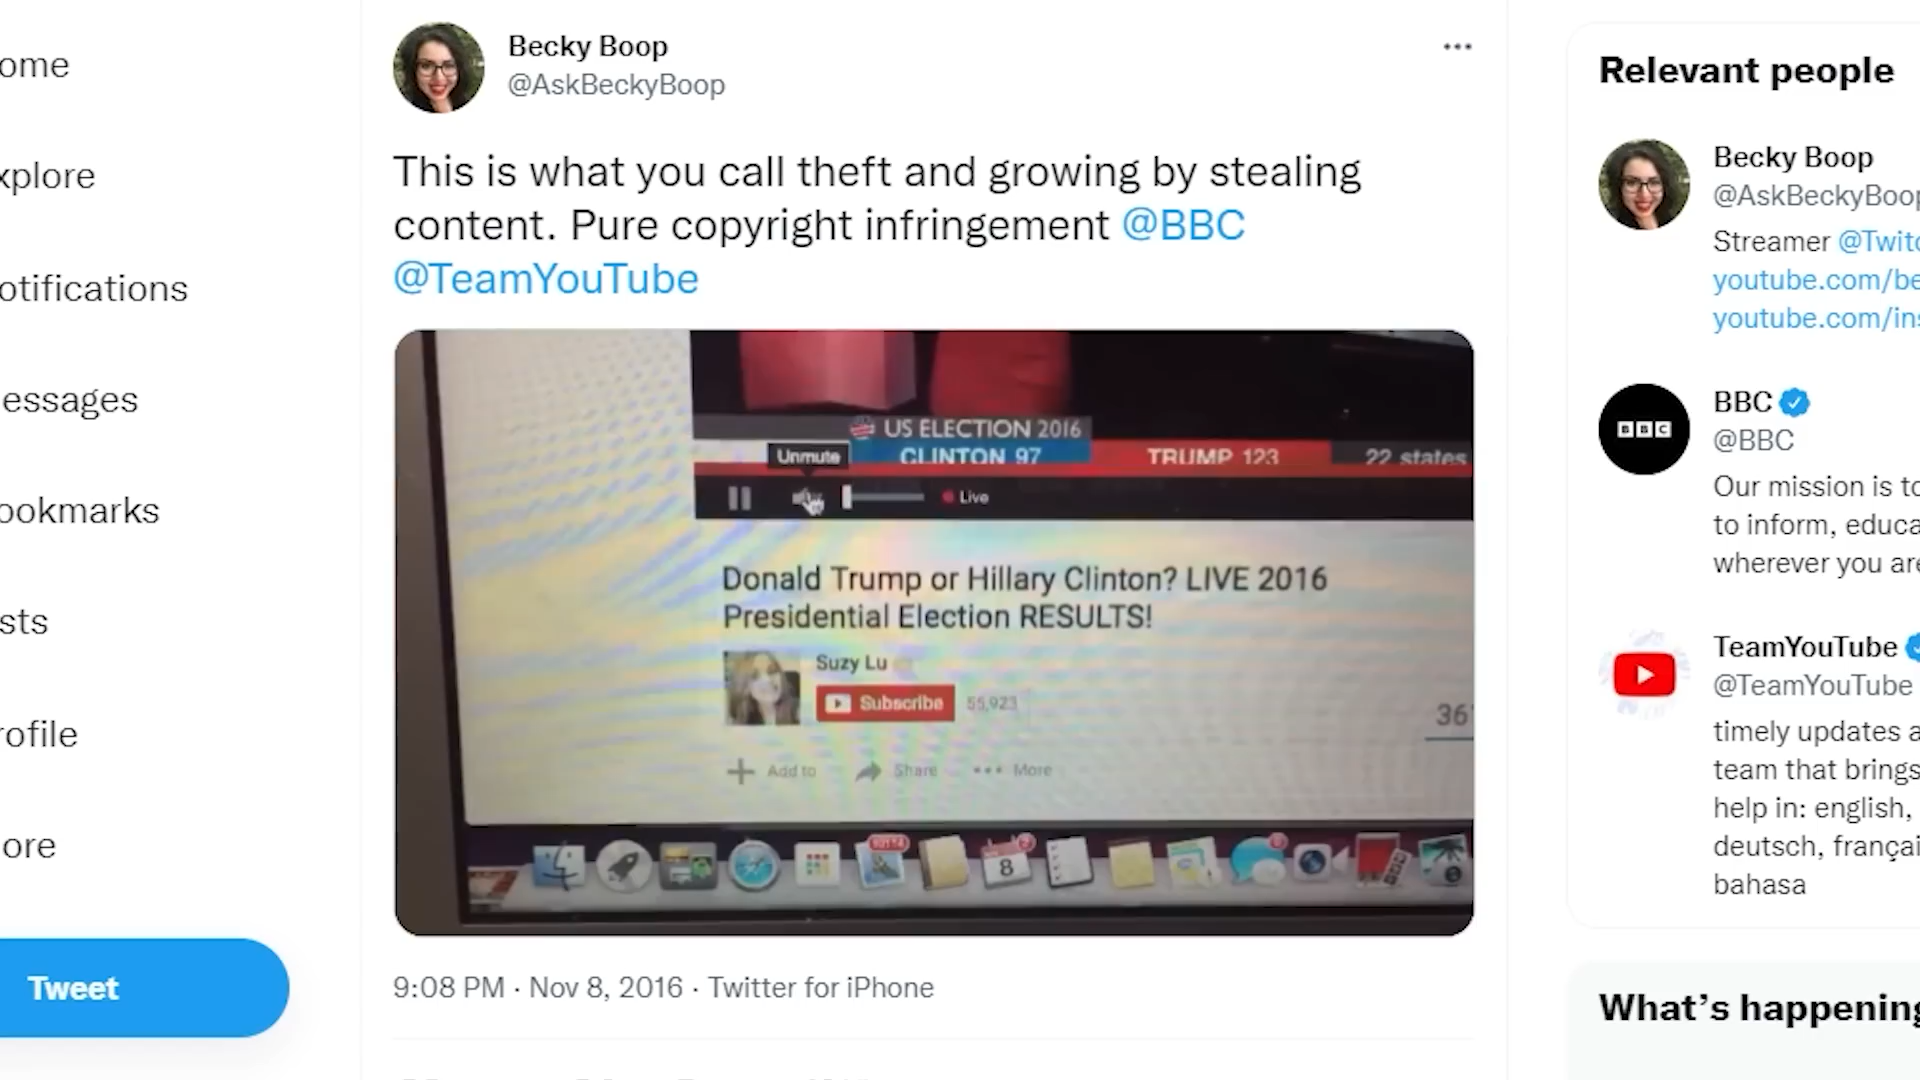 ome
xplore
otifications
essages
ookmarks
sts
rofile
ore
Tweet
Becky Boop
@AskBeckyBoop
This is what you call theft and growing by stealing
content. Pure copyright infringement @BBC
@TeamYouTube
US ELECTION 2016
Unmute
CLINTON 97
TRUMP 123
22 states
Live
Donald Trump or Hillary Clinton? LIVE 2016
Presidential Election RESULTS!
Suzy Lu
Subscribe 55,923
36
Add to Share More
8
9:08 PM · Nov 8, 2016 · Twitter for iPhone
Relevant people
Becky Boop
@AskBeckyBoop
Streamer @Twitc
youtube.com/be
youtube.com/ins
BBC
BBC
@BBC
Our mission is to
to inform, educa
wherever you are
TeamYouTube
@TeamYouTube
timely updates a
team that brings
help in: english,
deutsch, françai
bahasa
What's happening